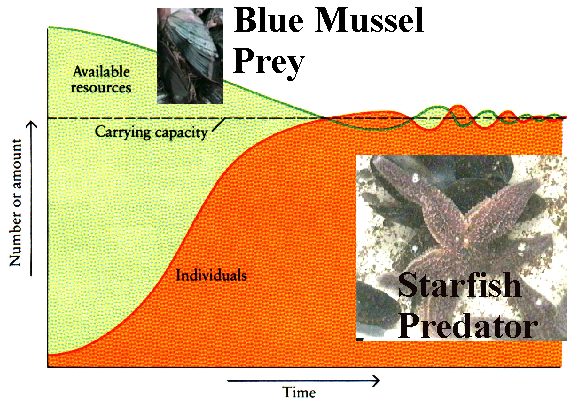 Blue Mussel
Prey
Available
resources
Carrying capacity
Number or amount
Individuals
Starfish
Predator
Time